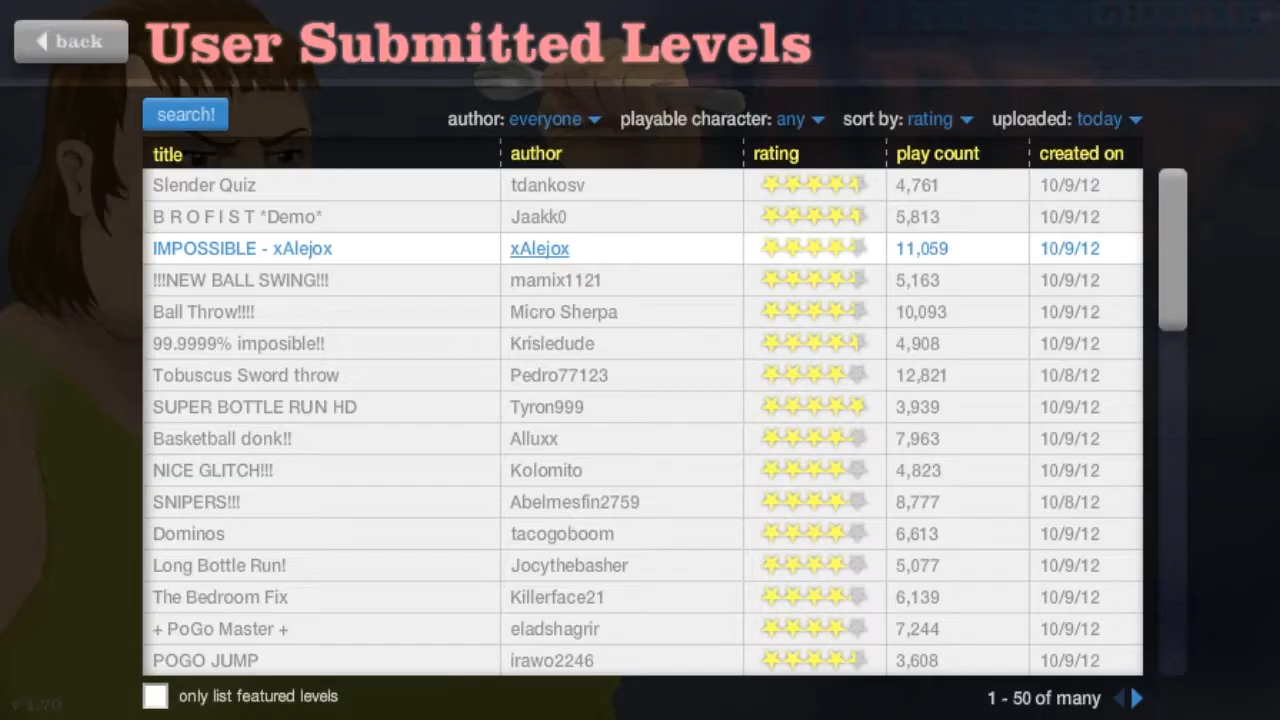 back
User Submitted Levels
search!
author: everyone playable character: any sort by: rating uploaded: today
title author rating play count created on
Slender Quiz tdankosv 4,761 10/9/12
B R O F I S T *Demo* Jaakk0 5,813 10/9/12
IMPOSSIBLE - xAlejox xAlejox 11,059 10/9/12
!!!NEW BALL SWING!!! mamix1121 5,163 10/9/12
Ball Throw!!!! Micro Sherpa 10,093 10/9/12
99.9999% imposible!! Krisledude 4,908 10/9/12
Tobuscus Sword throw Pedro77123 12,821 10/8/12
SUPER BOTTLE RUN HD Tyron999 3,939 10/9/12
Basketball donk!! Alluxx 7,963 10/9/12
NICE GLITCH!!! Kolomito 4,823 10/9/12
SNIPERS!!! Abelmesfin2759 8,777 10/8/12
Dominos tacogoboom 6,613 10/9/12
Long Bottle Run! Jocythebasher 5,077 10/9/12
The Bedroom Fix Killerface21 6,139 10/9/12
+ PoGo Master + eladshagrir 7,244 10/9/12
POGO JUMP irawo2246 3,608 10/9/12
only list featured levels 1 - 50 of many
v 1.70